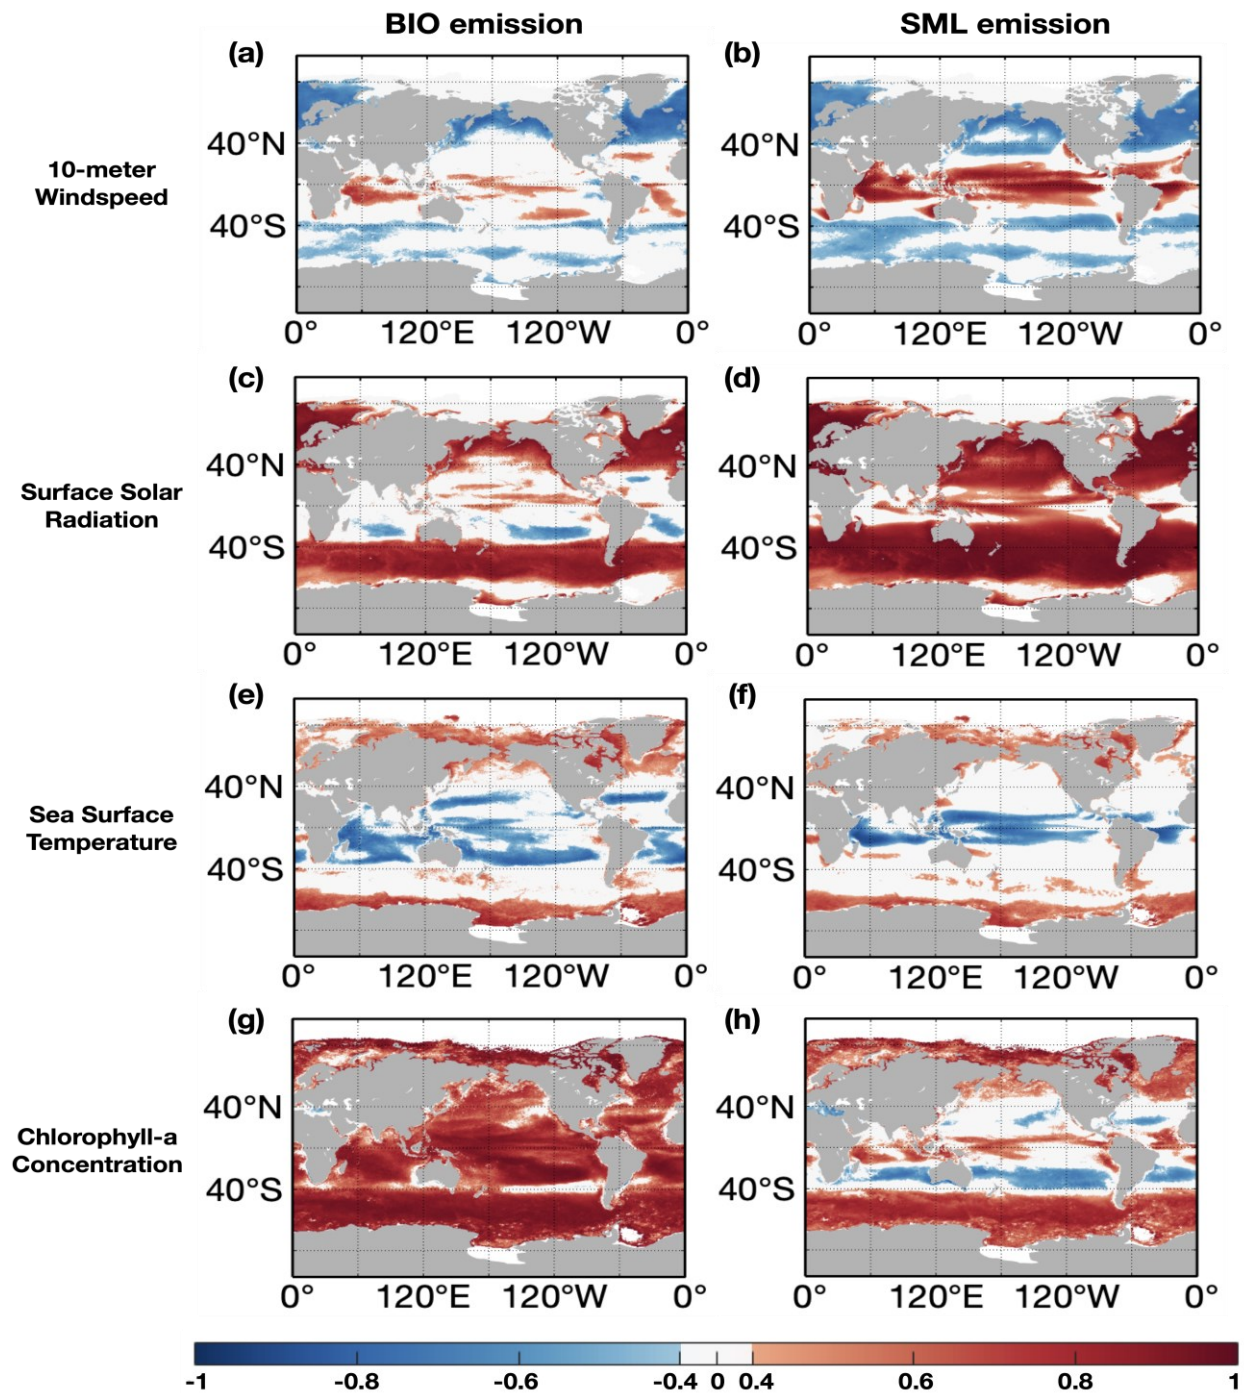 BIO emission
SML emission
(a)
(b)
10-meter
Windspeed
40°N
40°S
0°
120°E
120°W
0°
40°N
40°S
0°
120°E
120°W
0°
(c)
(d)
Surface Solar
Radiation
40°N
40°S
0°
120°E
120°W
0°
40°N
40°S
0°
120°E
120°W
0°
(e)
(f)
Sea Surface
Temperature
40°N
40°S
0°
120°E
120°W
0°
40°N
40°S
0°
120°E
120°W
0°
(g)
(h)
Chlorophyll-a
Concentration
40°N
40°S
0°
120°E
120°W
0°
40°N
40°S
0°
120°E
120°W
0°
-1 -0.8 -0.6 -0.4 0 0.4 0.6 0.8 1